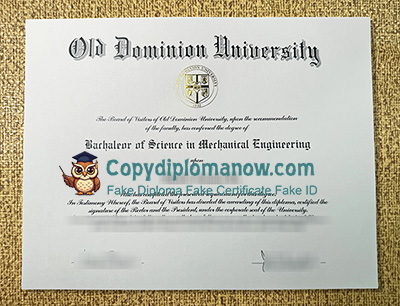 Old Dominion University
The Board of Visitors of Old Dominion University, upon the recommendation
of the faculty, has conferred the degree of
Bachaleor of Science in Mechanical Engineering
upon
Copydiplomanow.com
Fake Diploma Fake Certificate Fake ID
In Testimony Whereof, the Board of Visitors has directed the awarding of this diploma, certified the
signature of the Rector and the President, under the corporate seal of the University.